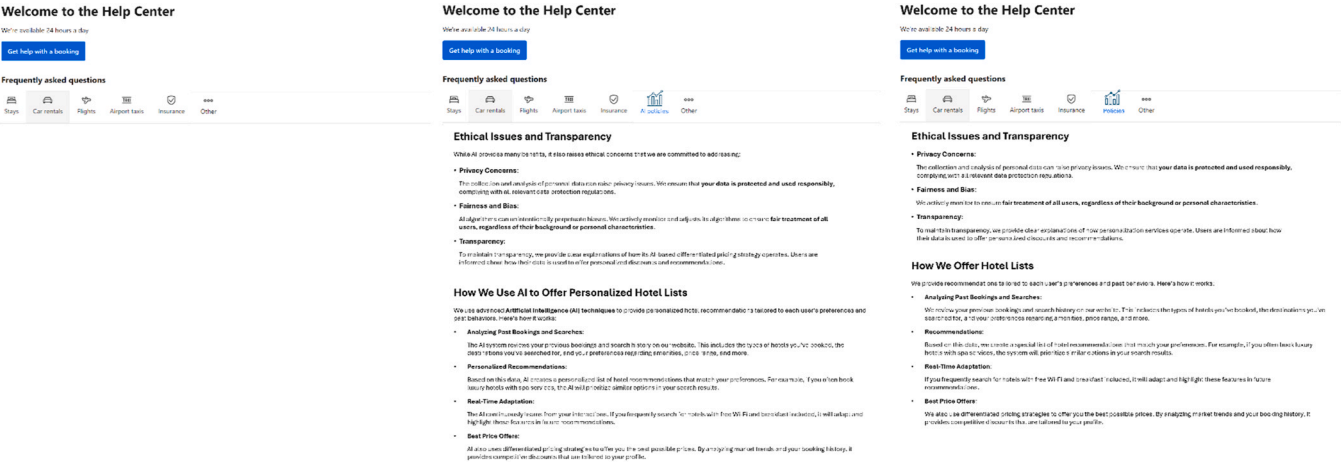 Welcome to the Help Center
We're available 24 hours a day
Get help with a booking
Frequently asked questions
Stays
Car rentals
Flights
Airport taxis
Insurance
Other
Welcome to the Help Center
We're available 24 hours a day
Get help with a booking
Frequently asked questions
Stays
Car rentals
Flights
Airport taxis
Insurance
AI policies
Other
Ethical Issues and Transparency
While AI provides many benefits, it also raises ethical concerns that we are committed to addressing:
• Privacy Concerns:
The collection and analysis of personal data can raise privacy issues. We ensure that your data is protected and used responsibly,
complying with all relevant data protection regulations.
• Fairness and Bias:
AI algorithms can unintentionally perpetuate biases. We actively monitor and adjusts its algorithms to ensure fair treatment of all
users, regardless of their background or personal characteristics.
• Transparency:
To maintain transparency, we provide clear explanations of how its AI-based differentiated pricing strategy operates. Users are
informed about how their data is used to offer personalized discounts and recommendations.
How We Use AI to Offer Personalized Hotel Lists
We use advanced Artificial Intelligence (AI) techniques to provide personalized hotel recommendations tailored to each user's preferences and
past behaviors. Here's how it works:
• Analyzing Past Bookings and Searches:
The AI system reviews your previous bookings and search history on our website. This includes the types of hotels you've booked, the
destinations you've searched for, and your preferences regarding amenities, price range, and more.
• Personalized Recommendations:
Based on this data, AI creates a personalized list of hotel recommendations that match your preferences. For example, if you often book
luxury hotels with spa services, the AI will prioritize similar options in your search results.
• Real-Time Adaptation:
The AI continuously learns from your interactions. If you frequently search for hotels with free Wi-Fi and breakfast included, it will adapt and
highlight these features in future recommendations.
• Best Price Offers:
AI also uses differentiated pricing strategies to offer you the best possible prices. By analyzing market trends and your booking history, it
provides competitive discounts that are tailored to your profile.
Welcome to the Help Center
We're available 24 hours a day
Get help with a booking
Frequently asked questions
Stays
Car rentals
Flights
Airport taxis
Insurance
Policies
Other
Ethical Issues and Transparency
• Privacy Concerns:
The collection and analysis of personal data can raise privacy issues. We ensure that your data is protected and used responsibly,
complying with all relevant data protection regulations.
• Fairness and Bias:
We actively monitor to ensure fair treatment of all users, regardless of their background or personal characteristics.
• Transparency:
To maintain transparency, we provide clear explanations of how personalization services operate. Users are informed about how
their data is used to offer personalized discounts and recommendations.
How We Offer Hotel Lists
We provide recommendations tailored to each user's preferences and past behaviors. Here's how it works:
• Analyzing Past Bookings and Searches:
We review your previous bookings and search history on our website. This includes the types of hotels you've booked, the destinations you've
searched for, and your preferences regarding amenities, price range, and more.
• Recommendations:
Based on this data, we create a special list of hotel recommendations that match your preferences. For example, if you often book luxury
hotels with spa services, the system will prioritize similar options in your search results.
• Real-Time Adaptation:
If you frequently search for hotels with free Wi-Fi and breakfast included, it will adapt and highlight these features in future
recommendations.
• Best Price Offers:
We also use differentiated pricing strategies to offer you the best possible prices. By analyzing market trends and your booking history, it
provides competitive discounts that are tailored to your profile.